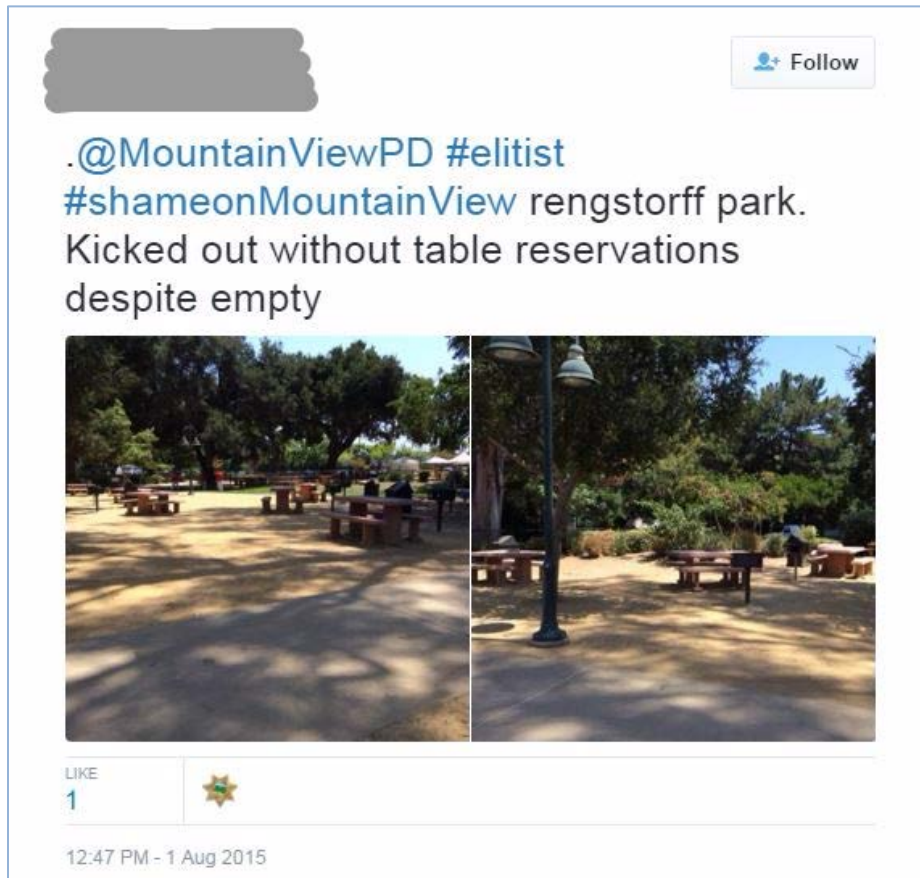 Follow
.@MountainViewPD #elitist
#shameonMountainView rengstorff park.
Kicked out without table reservations
despite empty
LIKE
1
12:47 PM - 1 Aug 2015